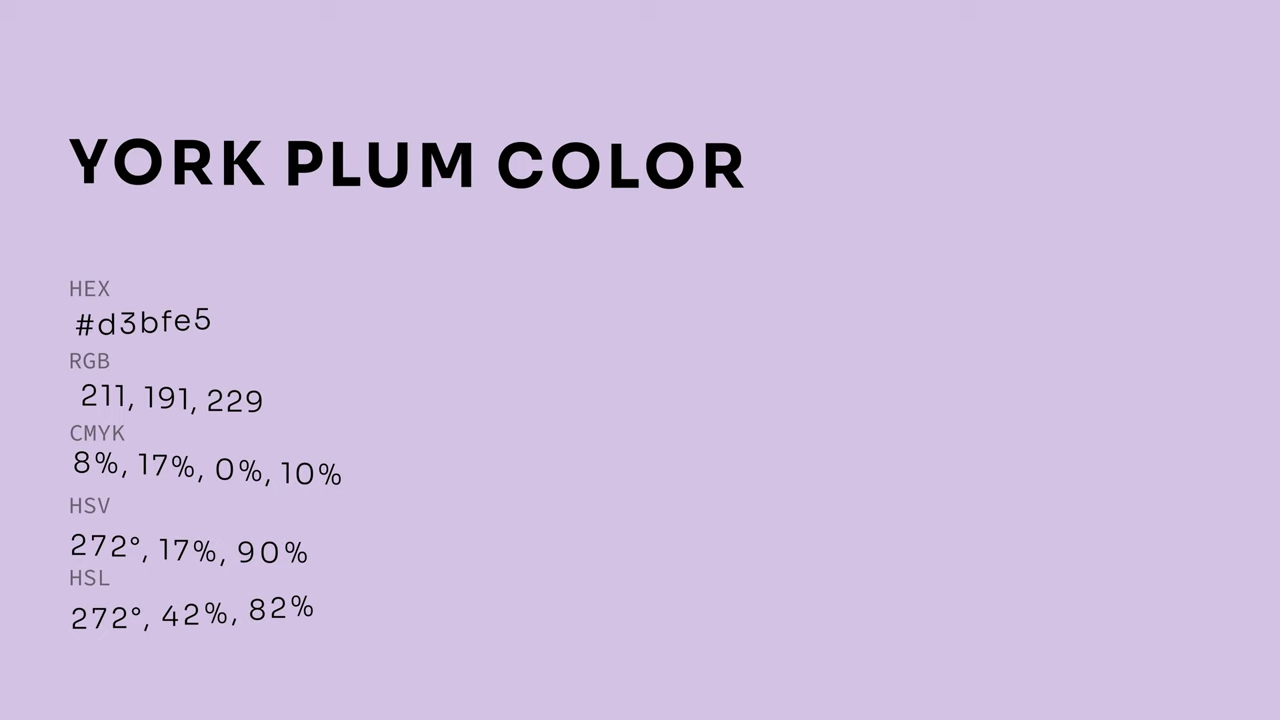 YORK PLUM COLOR
HEX
#d3bfe5
RGB
211, 191, 229
CMYK
8%, 17%, 0%, 10%
HSV
272°, 17%, 90%
HSL
272°, 42%, 82%